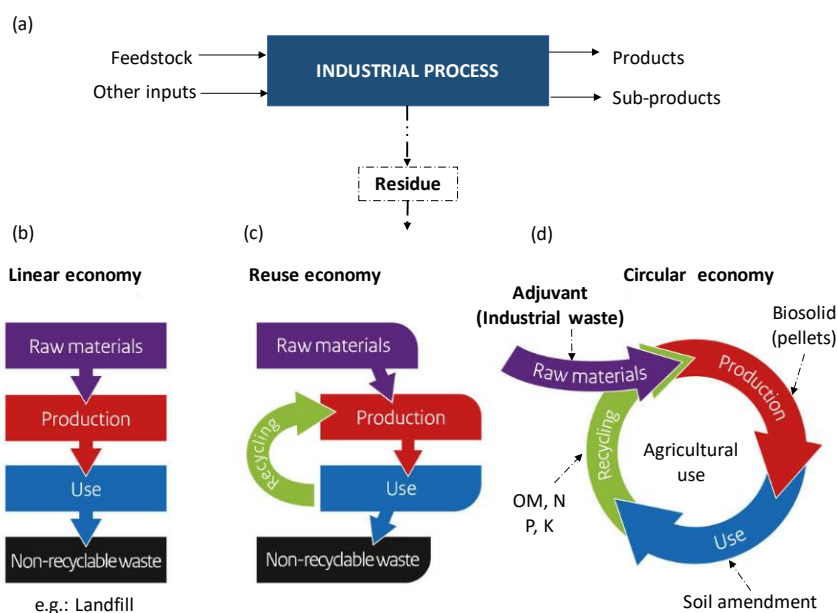 (a)
Feedstock
Other inputs
INDUSTRIAL PROCESS
Products
Sub-products
Residue
(b)
Linear economy
Raw materials
Production
Use
Non-recyclable waste
e.g.: Landfill
(c)
Reuse economy
Raw materials
Production
Recycling
Use
Non-recyclable waste
(d)
Circular economy
Adjuvant
(Industrial waste)
Raw materials
Biosolid
(pellets)
Production
Recycling
Agricultural
use
OM, N
P, K
Use
Soil amendment